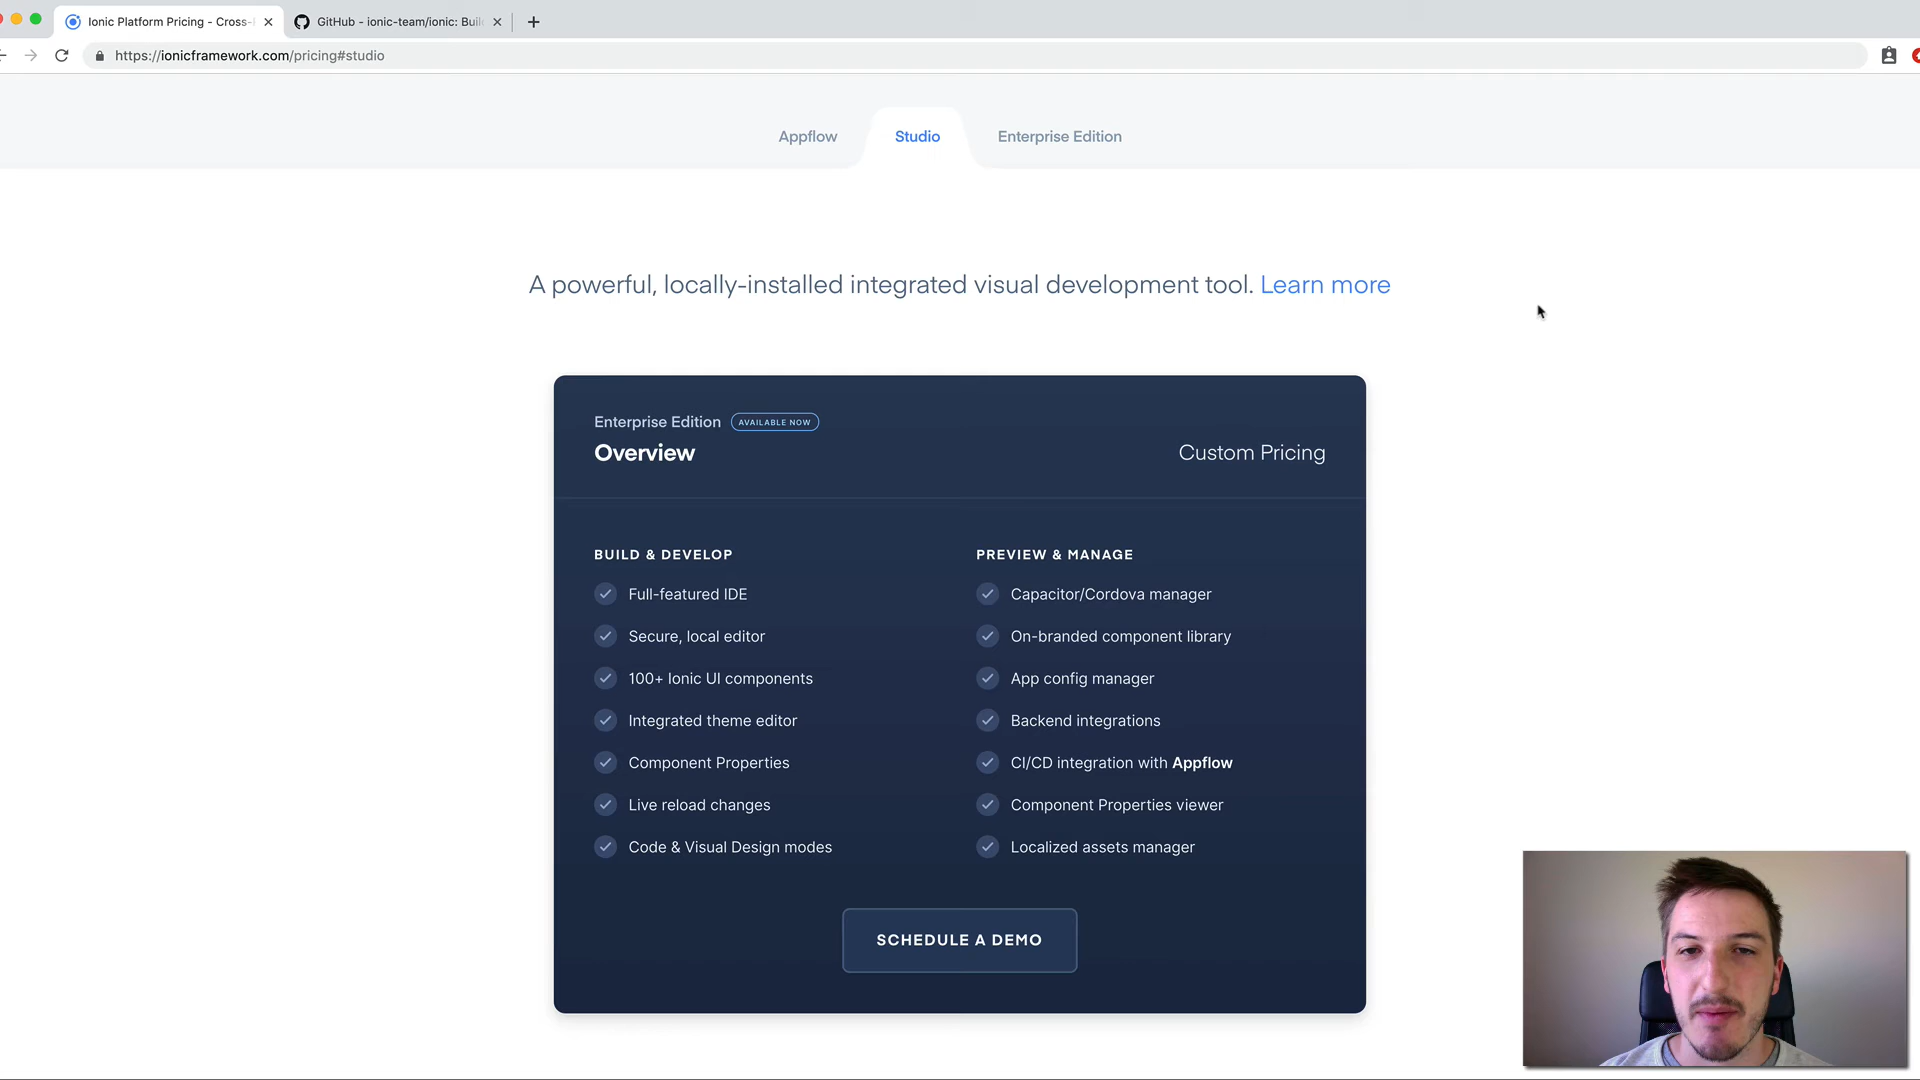 Ionic Platform Pricing - Cross-
GitHub - ionic-team/ionic: Buil
https://ionicframework.com/pricing#studio
Appflow
Studio
Enterprise Edition
A powerful, locally-installed integrated visual development tool. Learn more
Enterprise Edition
AVAILABLE NOW
Overview
Custom Pricing
BUILD & DEVELOP
Full-featured IDE
Secure, local editor
100+ Ionic UI components
Integrated theme editor
Component Properties
Live reload changes
Code & Visual Design modes
PREVIEW & MANAGE
Capacitor/Cordova manager
On-branded component library
App config manager
Backend integrations
CI/CD integration with Appflow
Component Properties viewer
Localized assets manager
SCHEDULE A DEMO